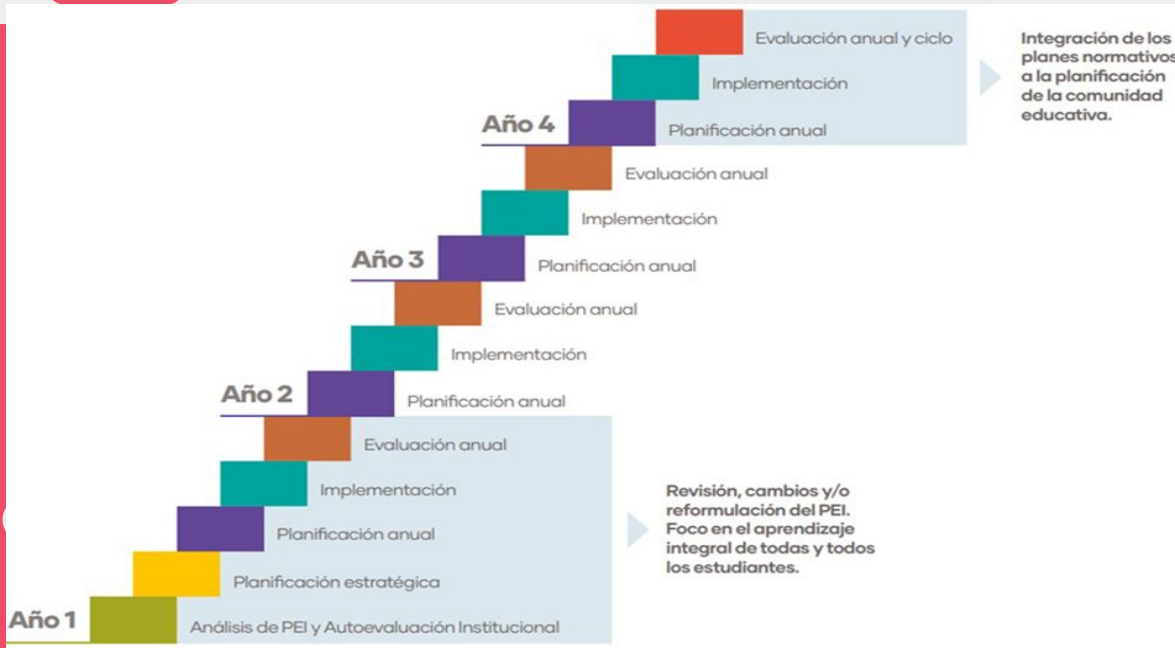 Evaluación anual y ciclo
Implementación
Año 4
Planificación anual
Evaluación anual
Implementación
Año 3
Planificación anual
Evaluación anual
Implementación
Año 2
Planificación anual
Evaluación anual
Implementación
Planificación anual
Planificación estratégica
Año 1
Análisis de PEI y Autoevaluación Institucional
Integración de los
planes normativos
a la planificación
de la comunidad
educativa.
Revisión, cambios y/o
reformulación del PEI.
Foco en el aprendizaje
integral de todas y todos
los estudiantes.